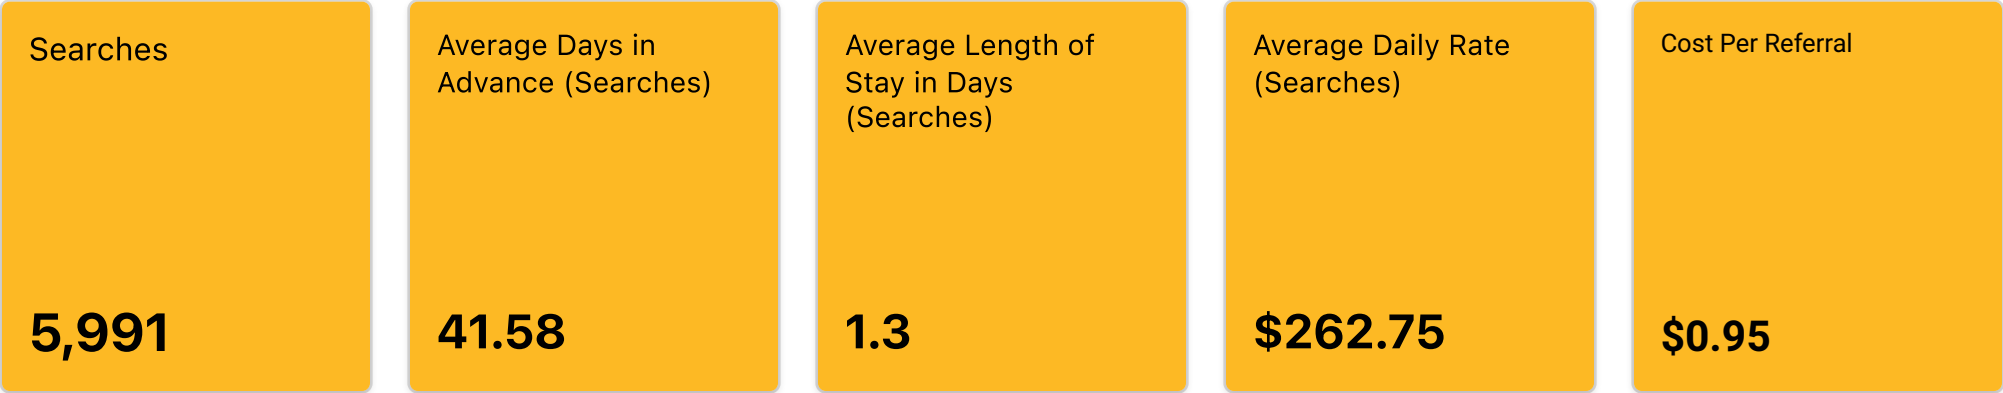 Searches
5,991
Average Days in
Advance (Searches)
41.58
Average Length of
Stay in Days
(Searches)
1.3
Average Daily Rate
(Searches)
$262.75
Cost Per Referral
$0.95